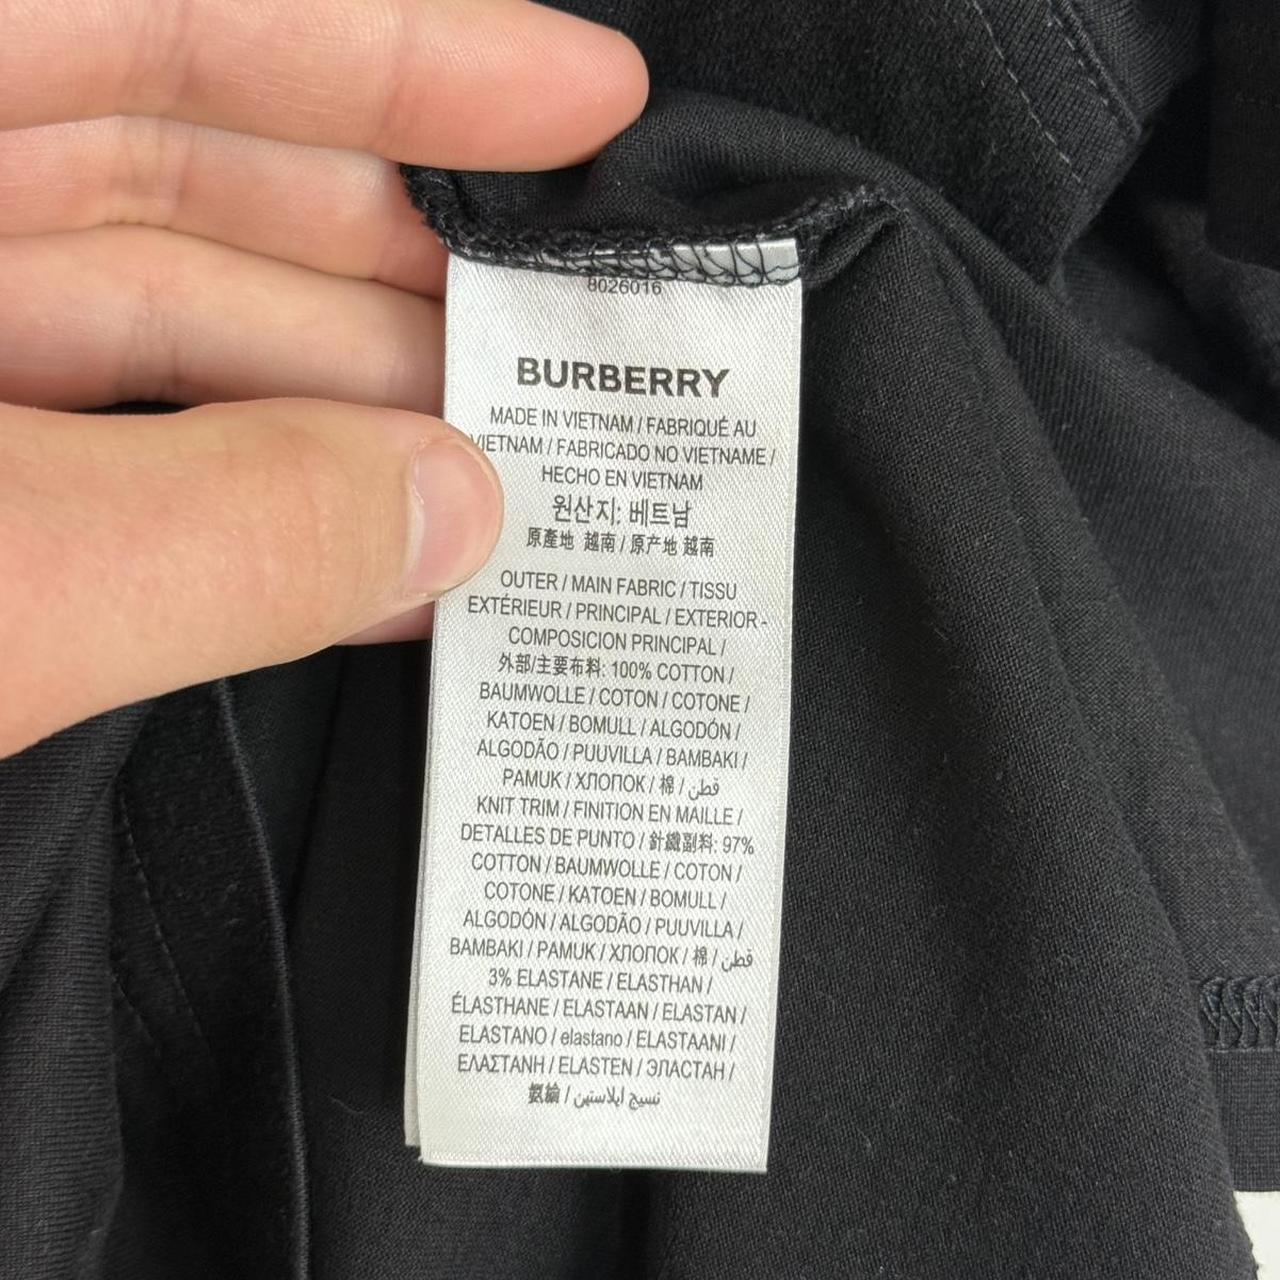 8026016
BURBERRY
MADE IN VIETNAM / FABRIQUÉ AU
VIETNAM / FABRICADO NO VIETNAME /
HECHO EN VIETNAM
원산지: 베트남
原產地 越南 / 原产地 越南
OUTER / MAIN FABRIC / TISSU
EXTÉRIEUR / PRINCIPAL / EXTERIOR -
COMPOSICION PRINCIPAL /
外部/主要布料: 100% COTTON /
BAUMWOLLE / COTON / COTONE /
KATOEN / BOMULL / ALGODÓN /
ALGODÃO / PUUVILLA / BAMBAKI /
PAMUK / ХЛОПОК / 棉 / قطن
KNIT TRIM / FINITION EN MAILLE /
DETALLES DE PUNTO / 針織副料: 97%
COTTON / BAUMWOLLE / COTON /
COTONE / KATOEN / BOMULL /
ALGODÓN / ALGODÃO / PUUVILLA /
BAMBAKI / PAMUK / ХЛОПОК / 棉 / قطن
3% ELASTANE / ELASTHAN /
ÉLASTHANE / ELASTAAN / ELASTAN /
ELASTANO / elastano / ELASTAANI /
ΕΛΑΣΤΑΝΗ / ELASTEN / ЭЛАСТАН /
氨綸 / نسيج ايلاستين